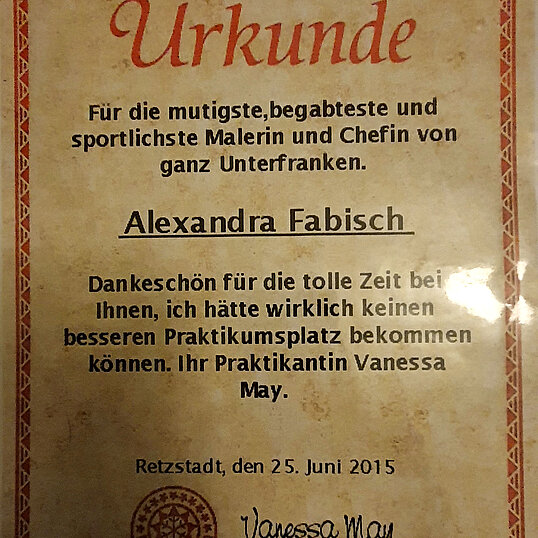 Urkunde
Für die mutigste,begabteste und
sportlichste Malerin und Chefin von
ganz Unterfranken.
Alexandra Fabisch
Dankeschön für die tolle Zeit bei
Ihnen, ich hätte wirklich keinen
besseren Praktikumsplatz bekommen
können. Ihr Praktikantin Vanessa
May.
Retzstadt, den 25. Juni 2015
Vanessa May